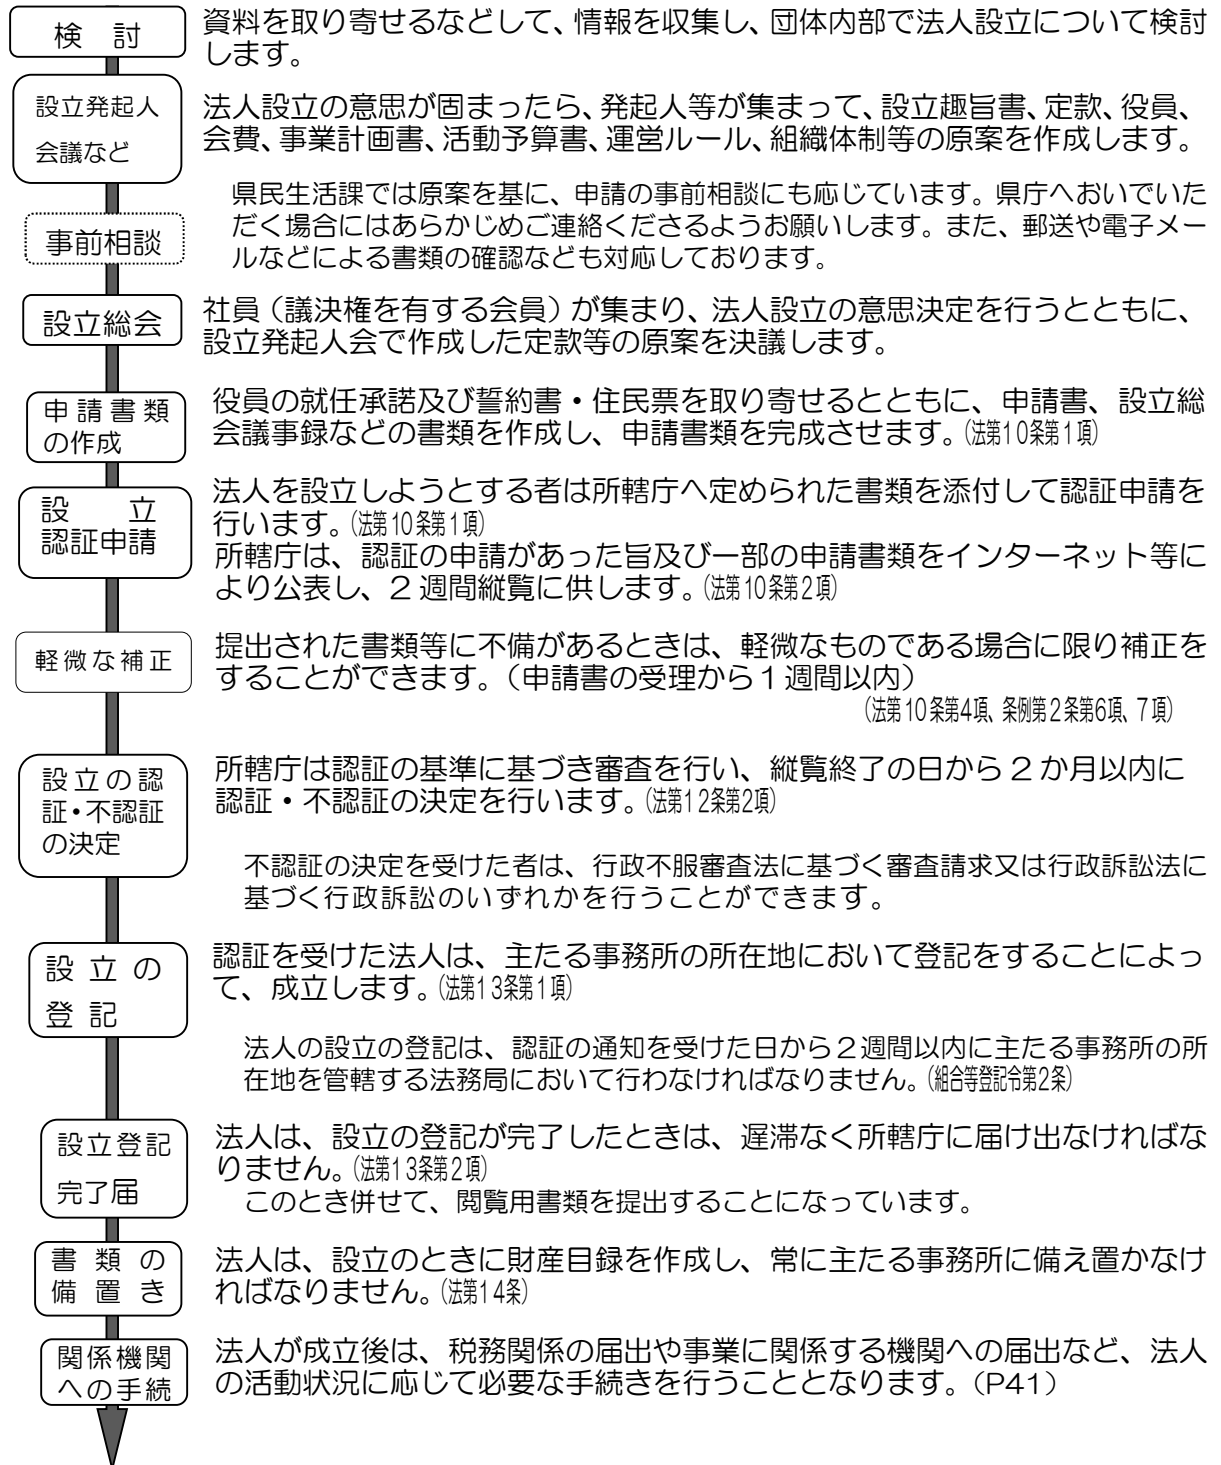 検 討
資料を取り寄せるなどして、情報を収集し、団体内部で法人設立について検討
します。
設立発起人
会議など
法人設立の意思が固まったら、発起人等が集まって、設立趣旨書、定款、役員、
会費、事業計画書、活動予算書、運営ルール、組織体制等の原案を作成します。
事前相談
県民生活課では原案を基に、申請の事前相談にも応じています。県庁へおいでいた
だく場合にはあらかじめご連絡くださるようお願いします。また、郵送や電子メー
ルなどによる書類の確認なども対応しております。
設立総会
社員(議決権を有する会員)が集まり、法人設立の意思決定を行うとともに、
設立発起人会で作成した定款等の原案を決議します。
申請書類
の作成
役員の就任承諾及び誓約書・住民票を取り寄せるとともに、申請書、設立総
会議事録などの書類を作成し、申請書類を完成させます。(法第10条第1項)
設 立
認証申請
法人を設立しようとする者は所轄庁へ定められた書類を添付して認証申請を
行います。(法第10条第1項)
所轄庁は、認証の申請があった旨及び一部の申請書類をインターネット等に
より公表し、2週間縦覧に供します。(法第10条第2項)
軽微な補正
提出された書類等に不備があるときは、軽微なものである場合に限り補正を
することができます。(申請書の受理から1週間以内)
(法第10条第4項、条例第2条第6項、7項)
設立の認
証・不認証
の決定
所轄庁は認証の基準に基づき審査を行い、縦覧終了の日から2か月以内に
認証・不認証の決定を行います。(法第12条第2項)
不認証の決定を受けた者は、行政不服審査法に基づく審査請求又は行政訴訟法に
基づく行政訴訟のいずれかを行うことができます。
設立の
登記
認証を受けた法人は、主たる事務所の所在地において登記をすることによっ
て、成立します。(法第13条第1項)
法人の設立の登記は、認証の通知を受けた日から2週間以内に主たる事務所の所
在地を管轄する法務局において行わなければなりません。(組合等登記令第2条)
設立登記
完了届
法人は、設立の登記が完了したときは、遅滞なく所轄庁に届け出なければな
りません。(法第13条第2項)
このとき併せて、閲覧用書類を提出することになっています。
書類の
備置き
法人は、設立のときに財産目録を作成し、常に主たる事務所に備え置かなけ
ればなりません。(法第14条)
関係機関
への手続
法人が成立後は、税務関係の届出や事業に関係する機関への届出など、法人
の活動状況に応じて必要な手続きを行うこととなります。(P41)